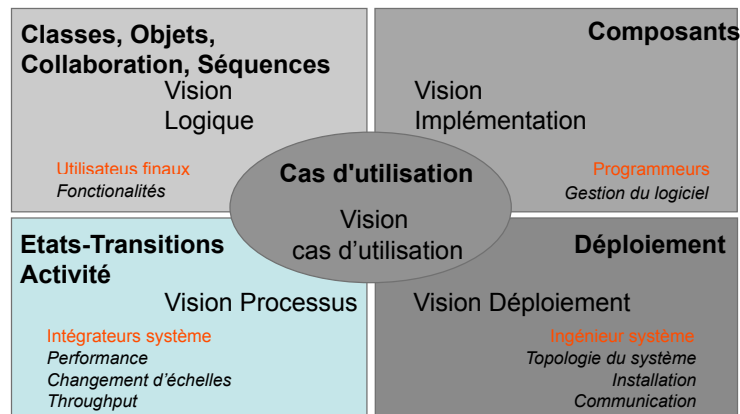 Classes, Objets,
Collaboration, Séquences
Vision
Logique
Utilisateus finaux
Fonctionalités
Composants
Vision
Implémentation
Programmeurs
Gestion du logiciel
Cas d'utilisation
Vision
cas d’utilisation
Etats-Transitions
Activité
Vision Processus
Intégrateurs système
Performance
Changement d’échelles
Throughput
Déploiement
Vision Déploiement
Ingénieur système
Topologie du système
Installation
Communication